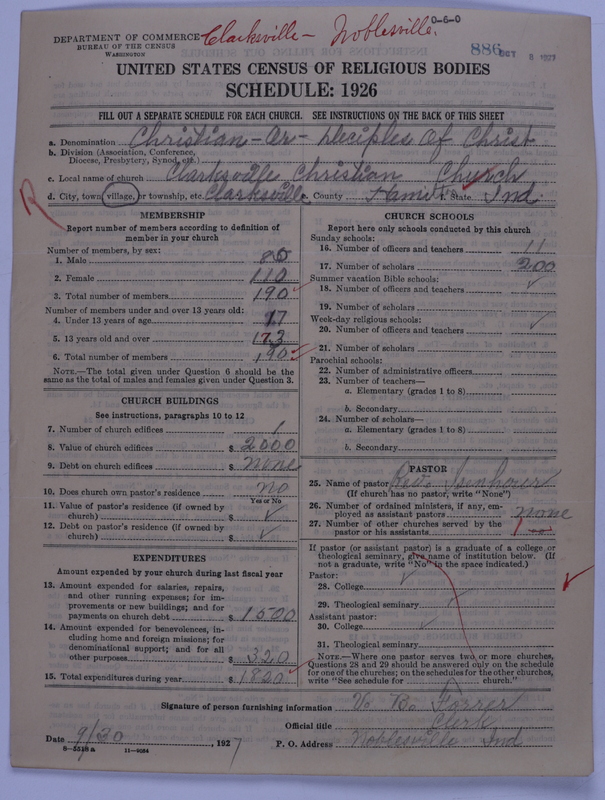 DEPARTMENT OF COMMERCE Clarksville - Noblesville. 0-6-0
BUREAU OF THE CENSUS 886 OCT 8 1927
WASHINGTON
UNITED STATES CENSUS OF RELIGIOUS BODIES
SCHEDULE: 1926
FILL OUT A SEPARATE SCHEDULE FOR EACH CHURCH. SEE INSTRUCTIONS ON THE BACK OF THIS SHEET
a. Denomination Christian - or - Deciples of Christ
b. Division (Association, Conference, Diocese, Presbytery, Synod, etc.)
c. Local name of church Clarksville Christian Church
d. City, town, village, or township, etc. Clarksville County Hamilt. State Ind
R
MEMBERSHIP
Report number of members according to definition of
member in your church
Number of members, by sex:
1. Male 80
2. Female 110
3. Total number of members 190
Number of members under and over 13 years old:
4. Under 13 years of age 17
5. 13 years old and over 173
6. Total number of members 190
NOTE.—The total given under Question 6 should be the
same as the total of males and females given under Question 3.
CHURCH BUILDINGS
See instructions, paragraphs 10 to 12
7. Number of church edifices 1
8. Value of church edifices $ 2000
9. Debt on church edifices $ none
10. Does church own pastor's residence no
Yes or No
11. Value of pastor's residence (if owned by
church) $ ✓
12. Debt on pastor's residence (if owned by
church) $ ✓
EXPENDITURES
Amount expended by your church during last fiscal year
13. Amount expended for salaries, repairs,
and other running expenses; for im-
provements or new buildings; and for
payments on church debt $ 1500
14. Amount expended for benevolences, in-
cluding home and foreign missions; for
denominational support; and for all
other purposes $ 320
15. Total expenditures during year $ 1820
CHURCH SCHOOLS
Report here only schools conducted by this church
Sunday schools:
16. Number of officers and teachers 11
17. Number of scholars 200
Summer vacation Bible schools:
18. Number of officers and teachers ✓
19. Number of scholars
Week-day religious schools:
20. Number of officers and teachers ✓
21. Number of scholars
Parochial schools:
22. Number of administrative officers
23. Number of teachers—
a. Elementary (grades 1 to 8)
b. Secondary
24. Number of scholars—
a. Elementary (grades 1 to 8)
b. Secondary
PASTOR
25. Name of pastor Rev. Isenhour
(If church has no pastor, write "None")
26. Number of ordained ministers, if any, em-
ployed as assistant pastors none
27. Number of other churches served by the
pastor or his assistants 1
If pastor (or assistant pastor) is a graduate of a college or
theological seminary, give name of institution below. (If
not a graduate, write "No" in the space indicated.)
Pastor:
28. College ✓
29. Theological seminary ✓
Assistant pastor:
30. College ✓
31. Theological seminary
NOTE.—Where one pastor serves two or more churches,
Questions 28 and 29 should be answered only on the schedule
for one of the churches; on the schedules for the other churches,
write "See schedule for church."
Signature of person furnishing information V. B. Forrer
Official title Clerk
Date 9/30, 1927 P. O. Address Noblesville Ind
8-5518a 11-9084